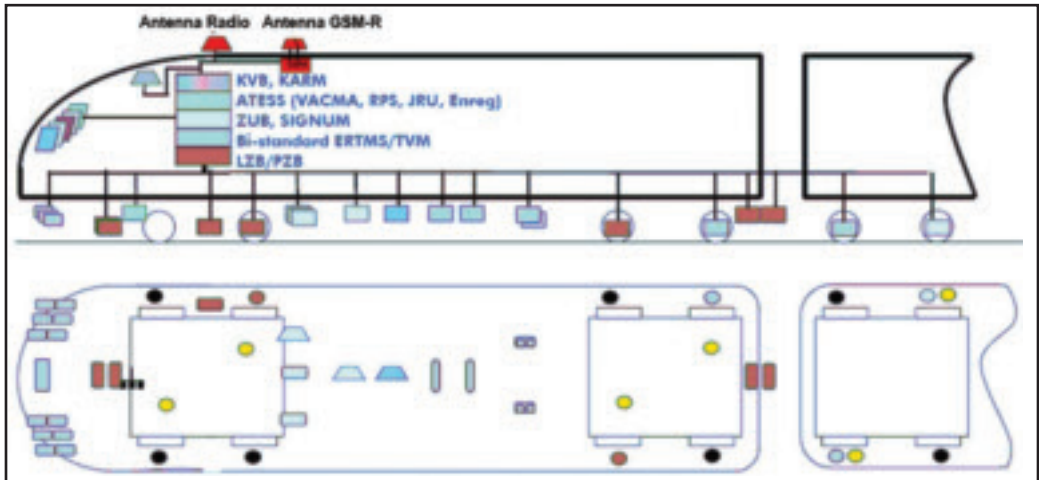 Antenna Radio Antenna GSM-R
KVB, KARM
ATESS (VACMA, RPS, JRU, Enreg)
ZUB, SIGNUM
Bi-standard ERTMS/TVM
LZB/PZB